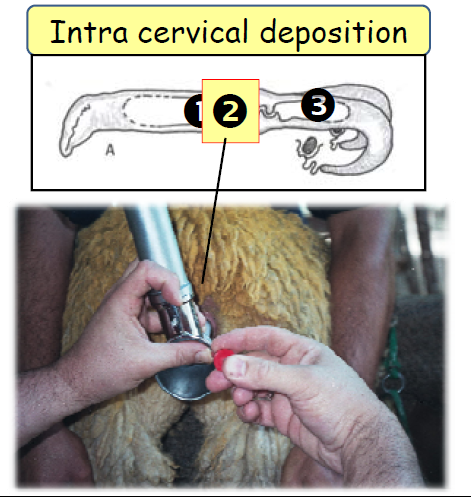 Intra cervical deposition
1 2 3
A